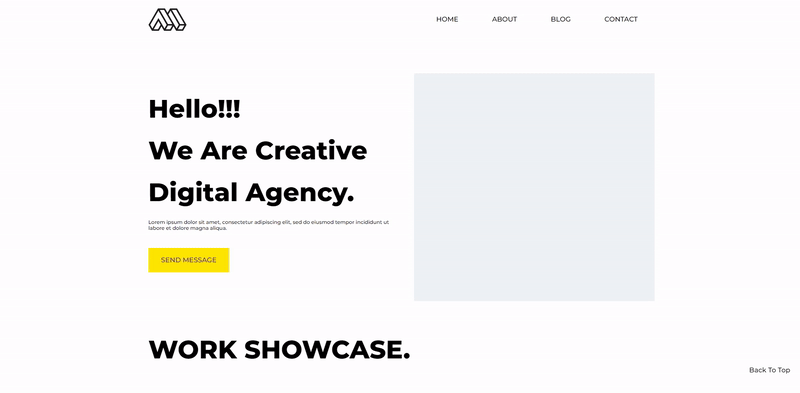 HOME ABOUT BLOG CONTACT
Hello!!!
We Are Creative
Digital Agency.
Lorem ipsum dolor sit amet, consectetur adipiscing elit, sed do eiusmod tempor incididunt ut
labore et dolore magna aliqua.
SEND MESSAGE
WORK SHOWCASE.
Back To Top